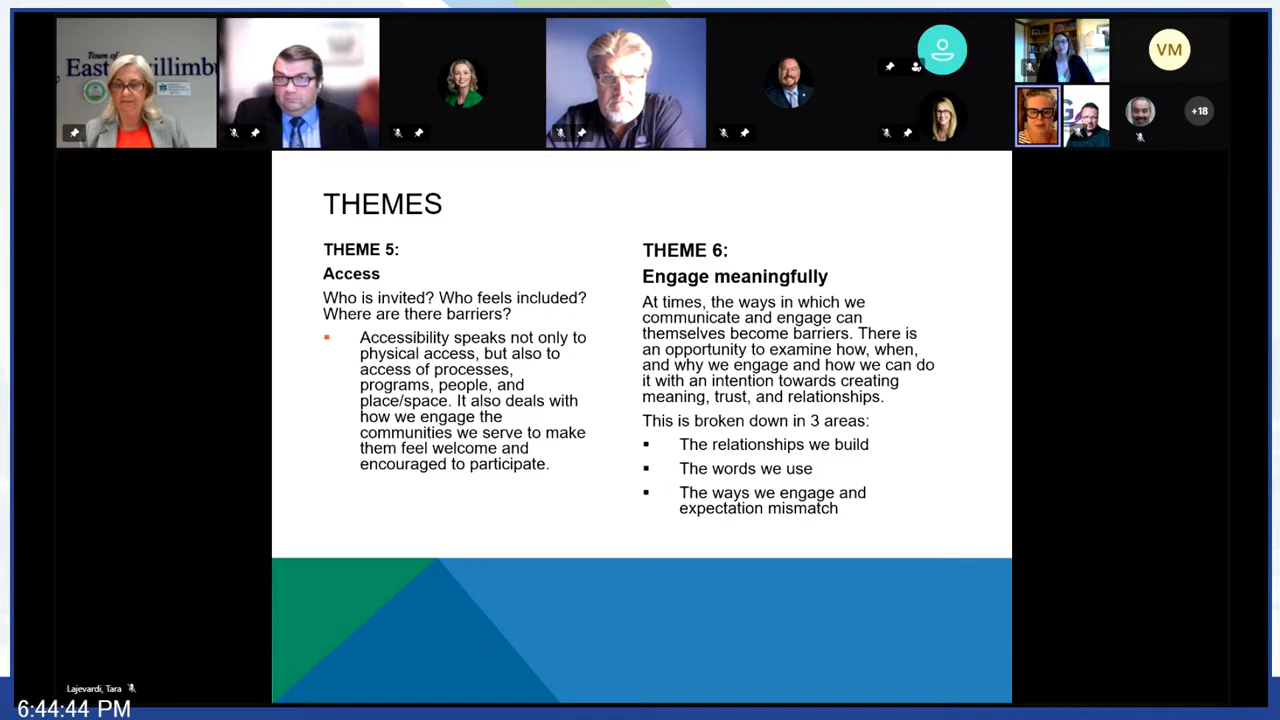 Town of
East
illimbu
VM
+18
THEMES
THEME 5:
Access
Who is invited? Who feels included?
Where are there barriers?
Accessibility speaks not only to
physical access, but also to
access of processes,
programs, people, and
place/space. It also deals with
how we engage the
communities we serve to make
them feel welcome and
encouraged to participate.
THEME 6:
Engage meaningfully
At times, the ways in which we
communicate and engage can
themselves become barriers. There is
an opportunity to examine how, when,
and why we engage and how we can do
it with an intention towards creating
meaning, trust, and relationships.
This is broken down in 3 areas:
The relationships we build
The words we use
The ways we engage and
expectation mismatch
Lajevardi, Tara
6:44:44 PM